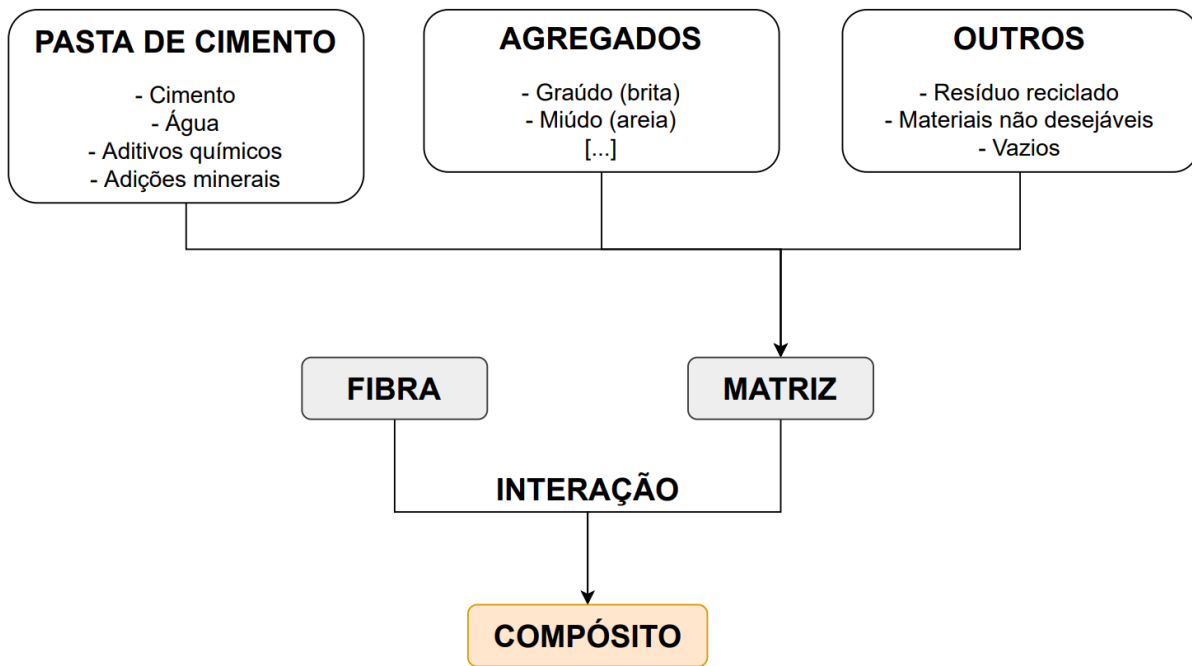 PASTA DE CIMENTO
- Cimento
- Água
- Aditivos químicos
- Adições minerais
AGREGADOS
- Graúdo (brita)
- Miúdo (areia)
[...]
OUTROS
- Resíduo reciclado
- Materiais não desejáveis
- Vazios
FIBRA
MATRIZ
INTERAÇÃO
COMPÓSITO